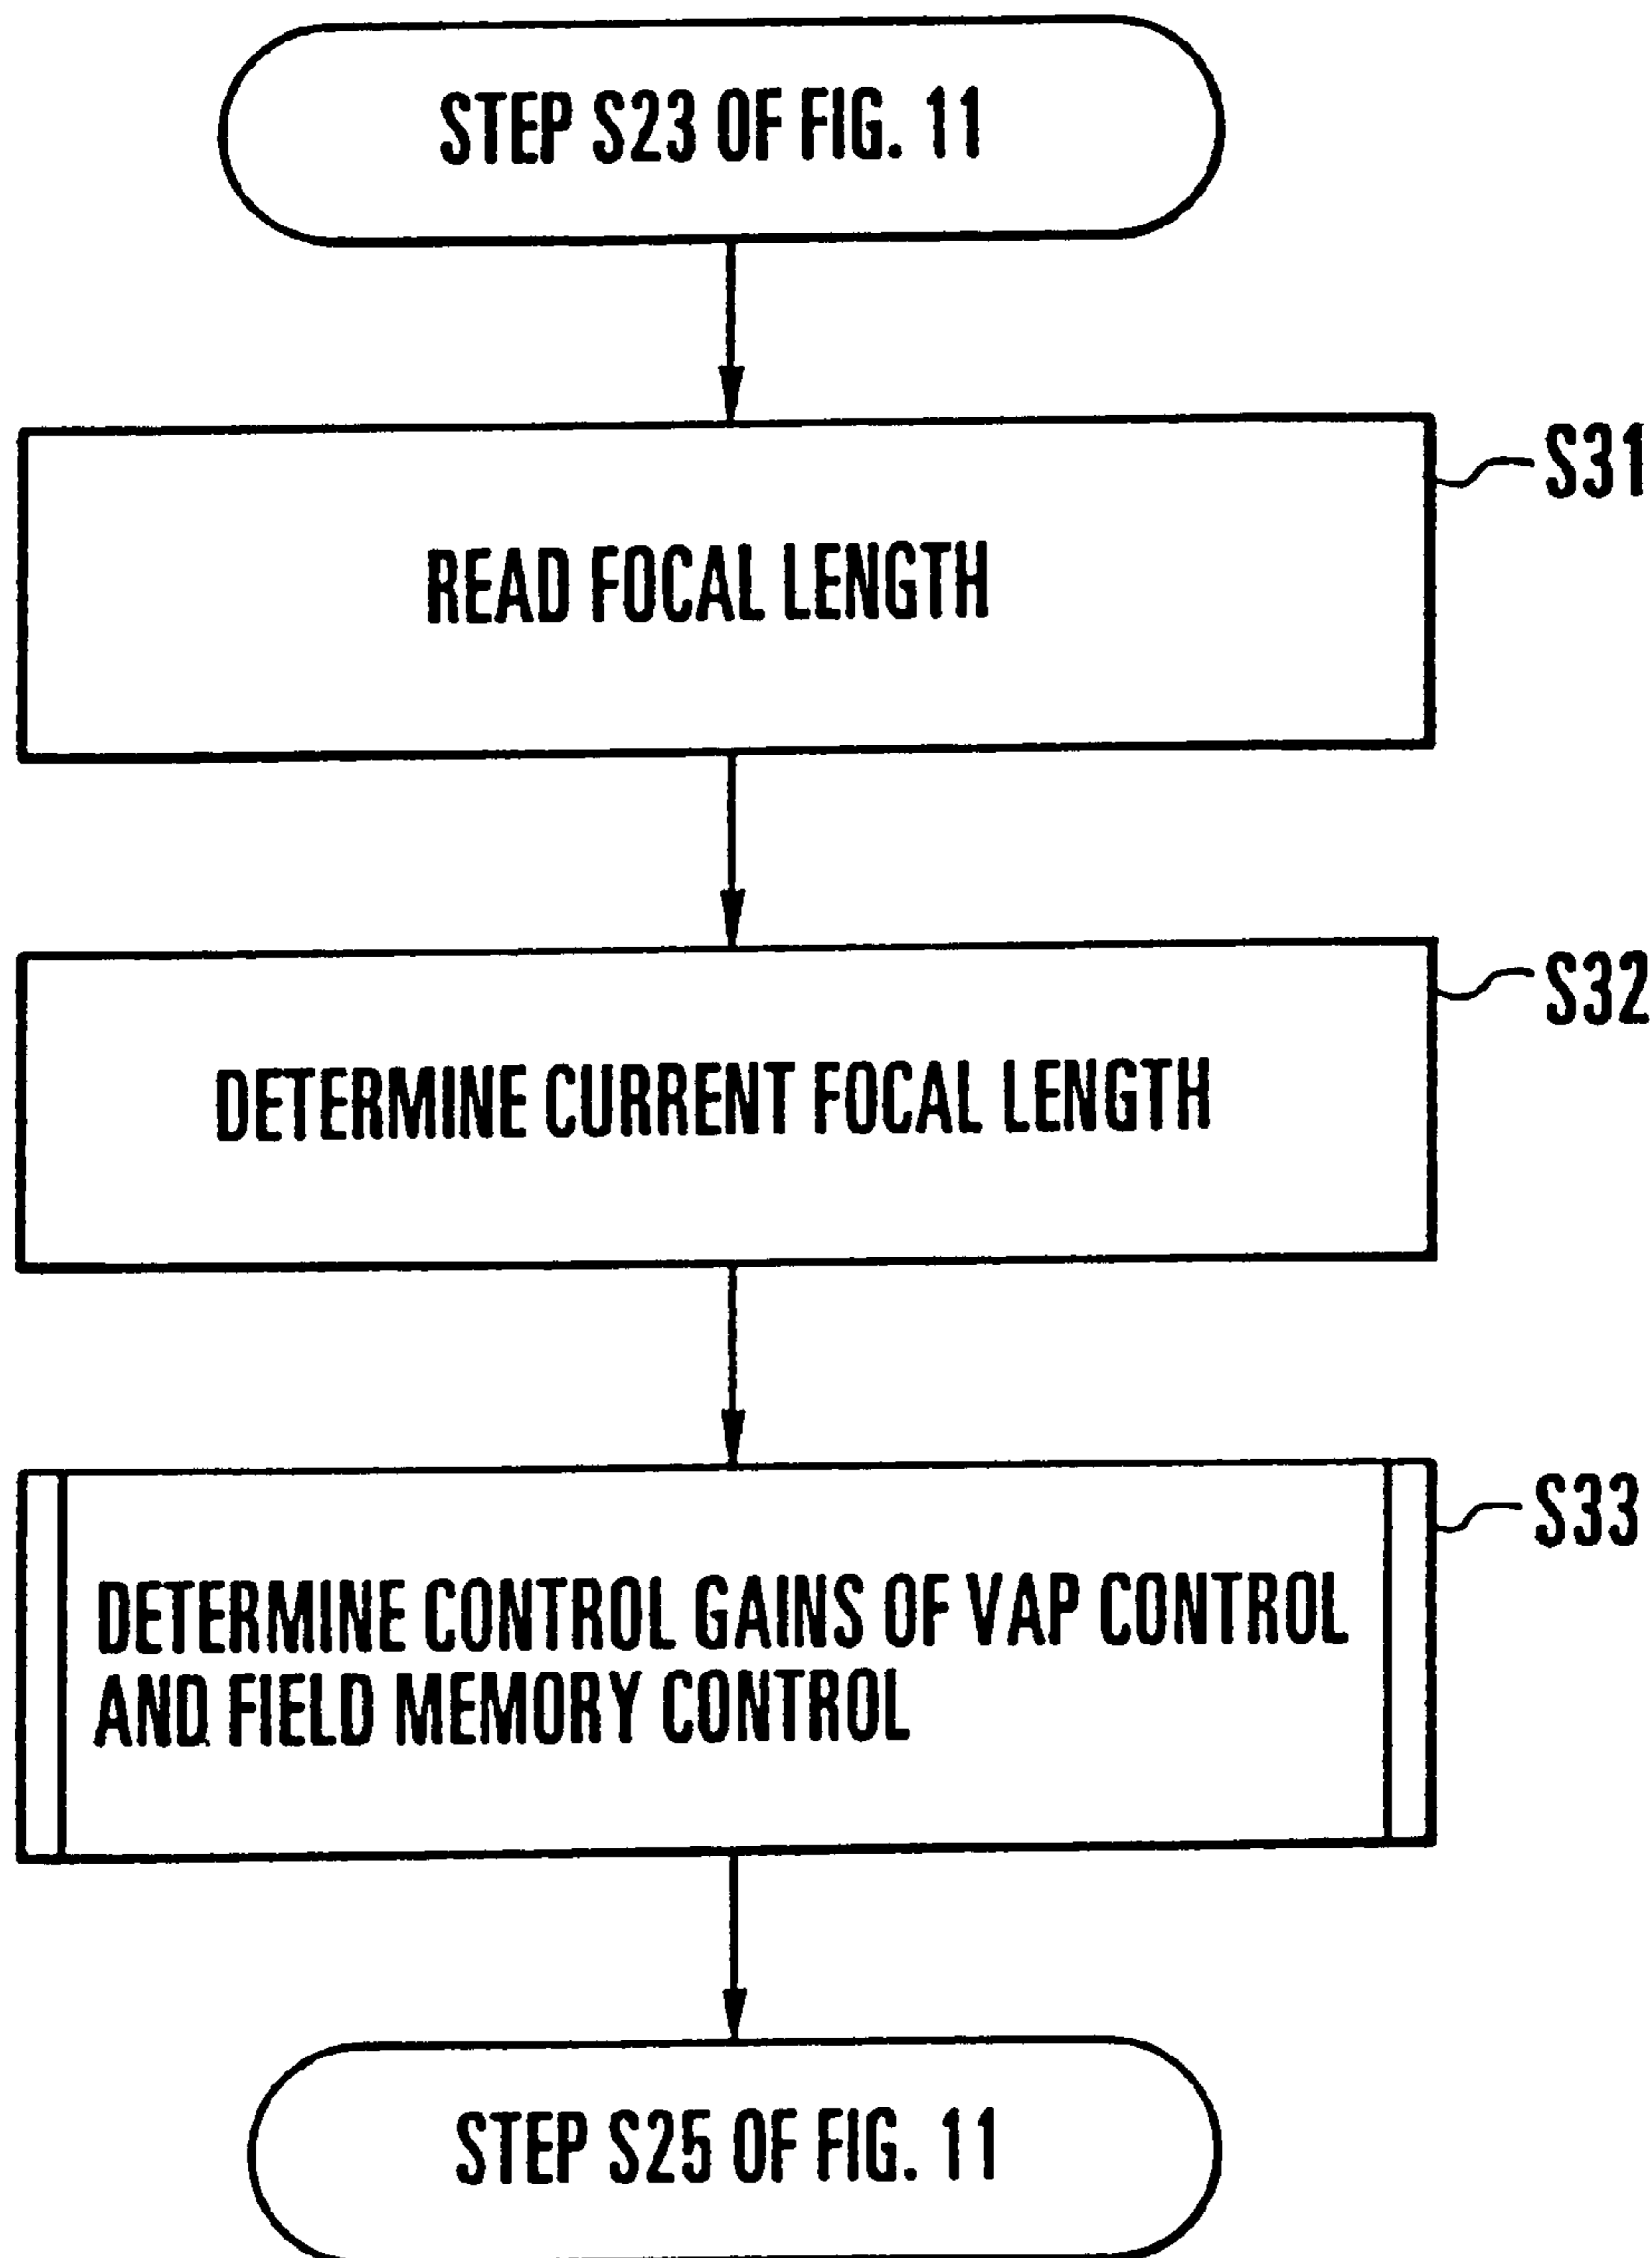 STEP S23 OF FIG. 11
S31
READ FOCAL LENGTH
S32
DETERMINE CURRENT FOCAL LENGTH
S33
DETERMINE CONTROL GAINS OF VAP CONTROL
AND FIELD MEMORY CONTROL
STEP S25 OF FIG. 11